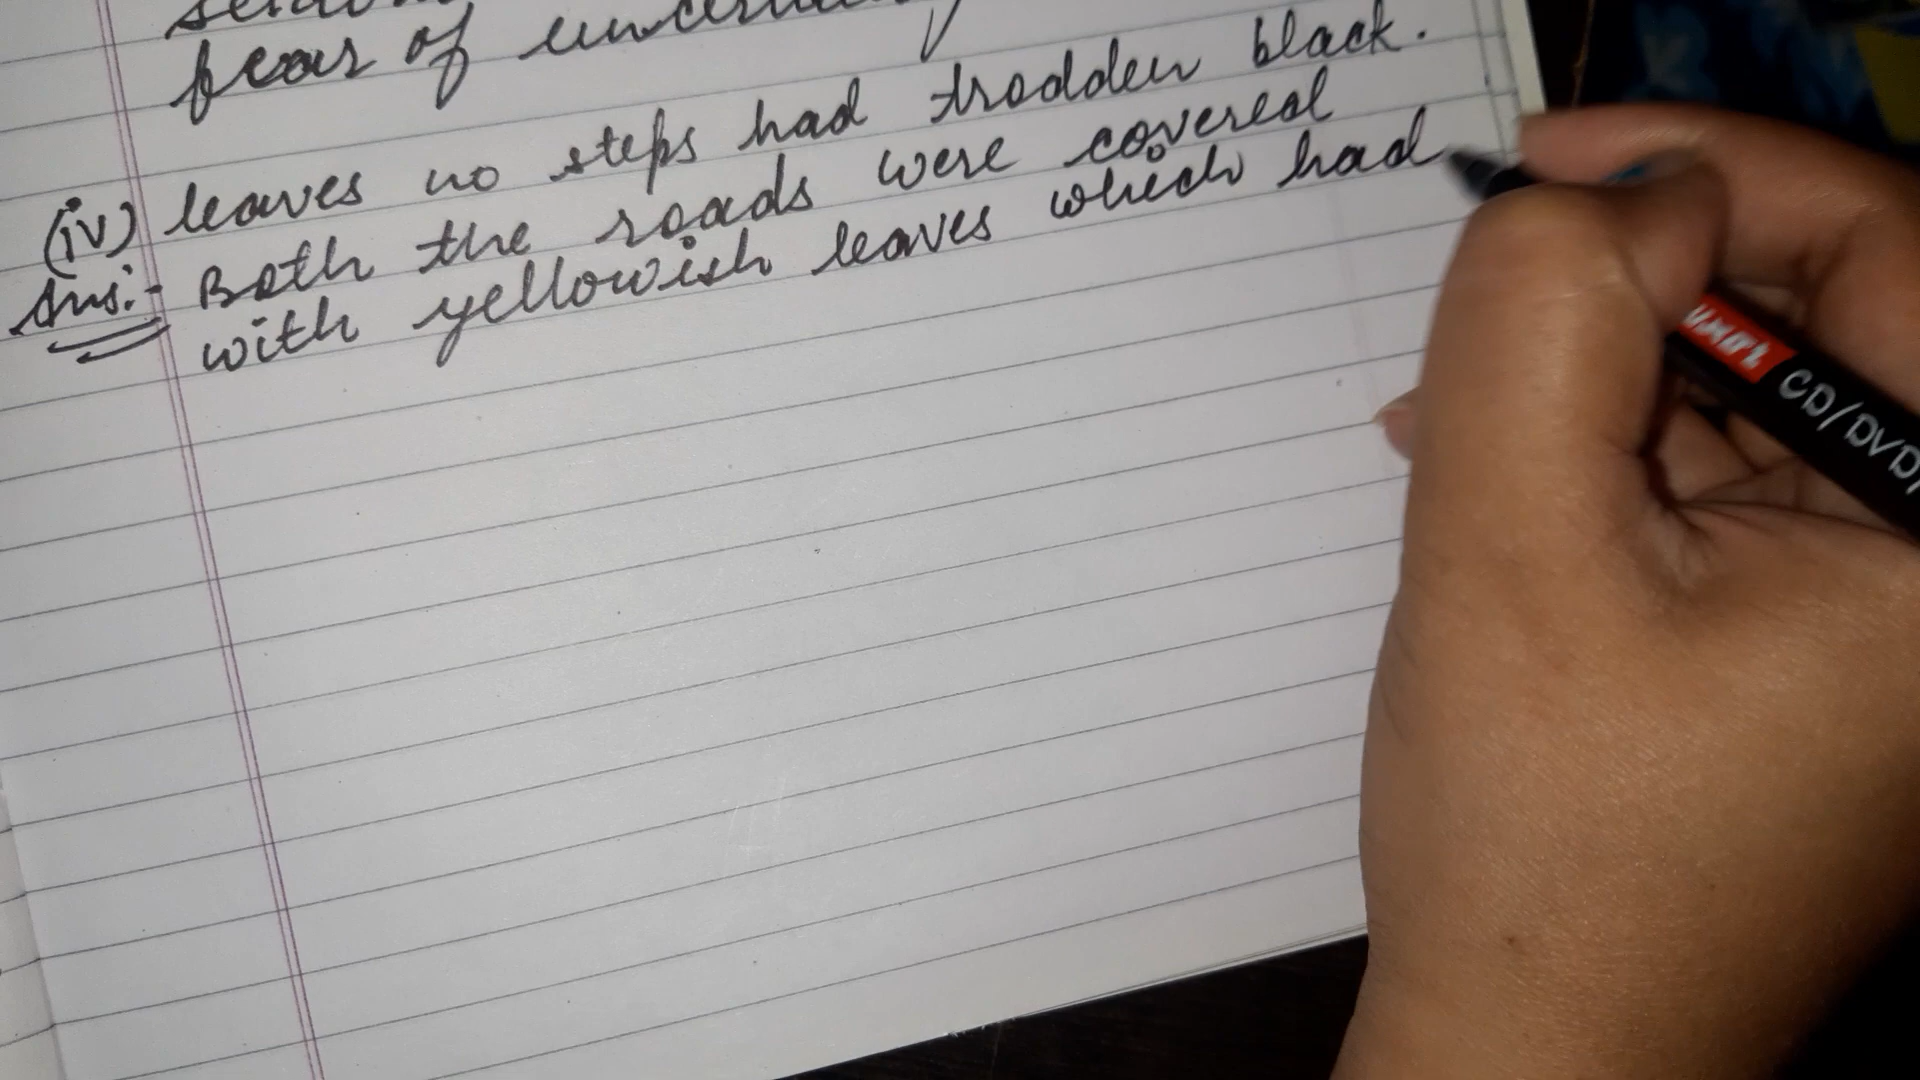 fear of
(iv) leaves no steps had trodden black.
Ans:- Both the roads were covered
with yellowish leaves which had
CD/DVD/